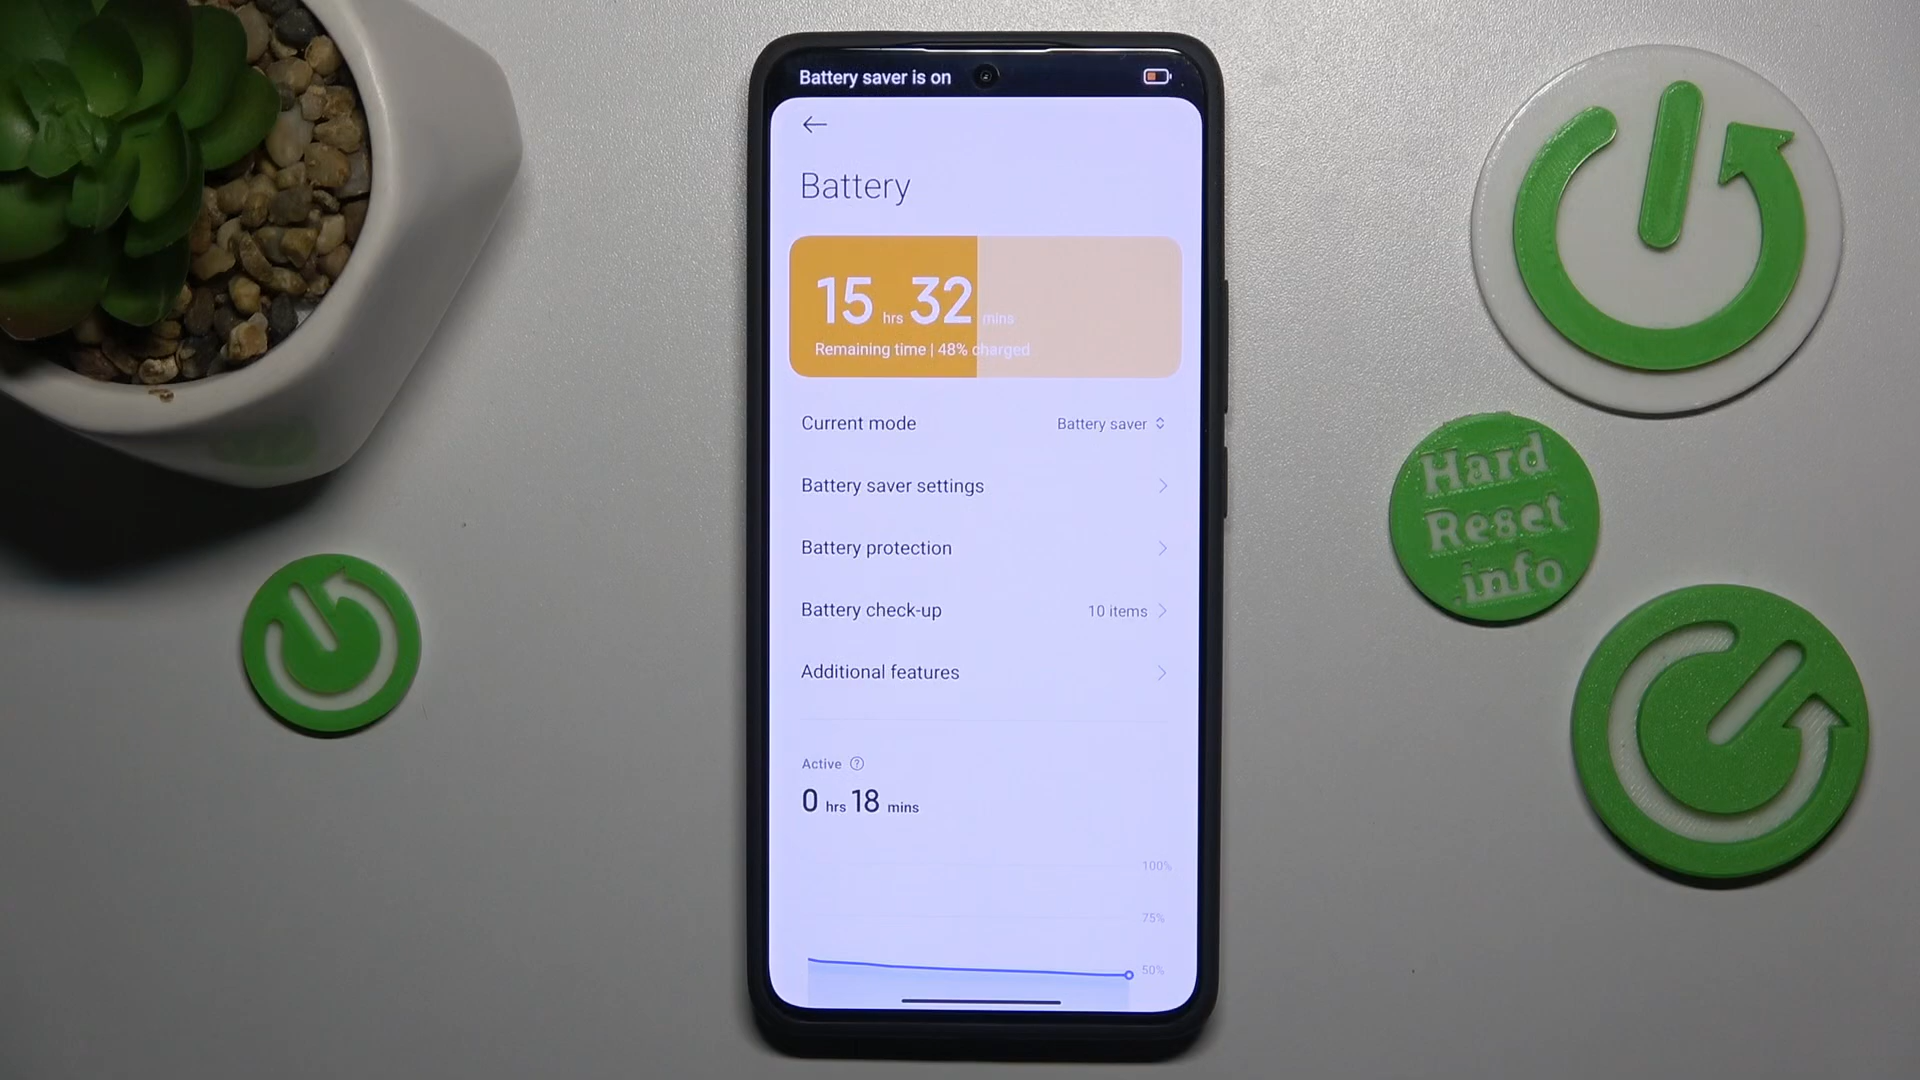 Battery saver is on
Battery
15 hrs 32 mins
Remaining time | 48% charged
Current mode Battery saver
Battery saver settings
Battery protection
Battery check-up 10 items
Additional features
Active ?
0 hrs 18 mins
100%
75%
50%
Hard
Reset
.info